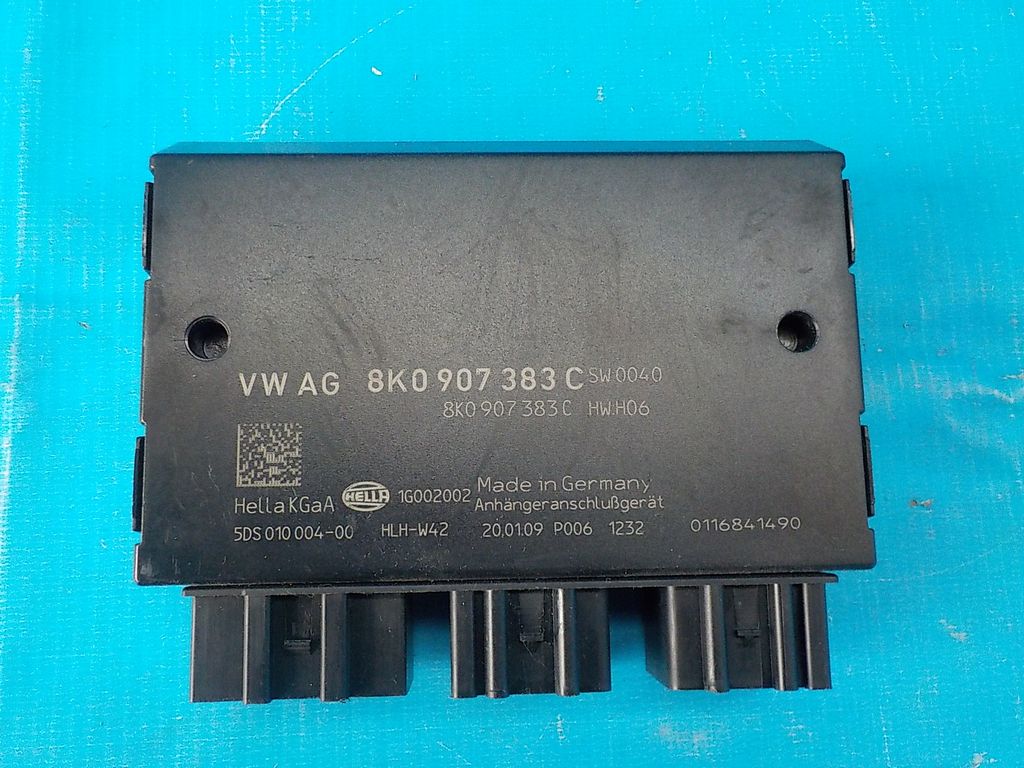 VW AG 8K0 907 383 C SW:0040
8K0 907 383 C HW:H06
Made in Germany
Hella KGaA HELLA 1G002002 Anhängeranschlußgerät
5DS 010 004-00 HLH-W42 20.01.09 P006 1232 0116841490